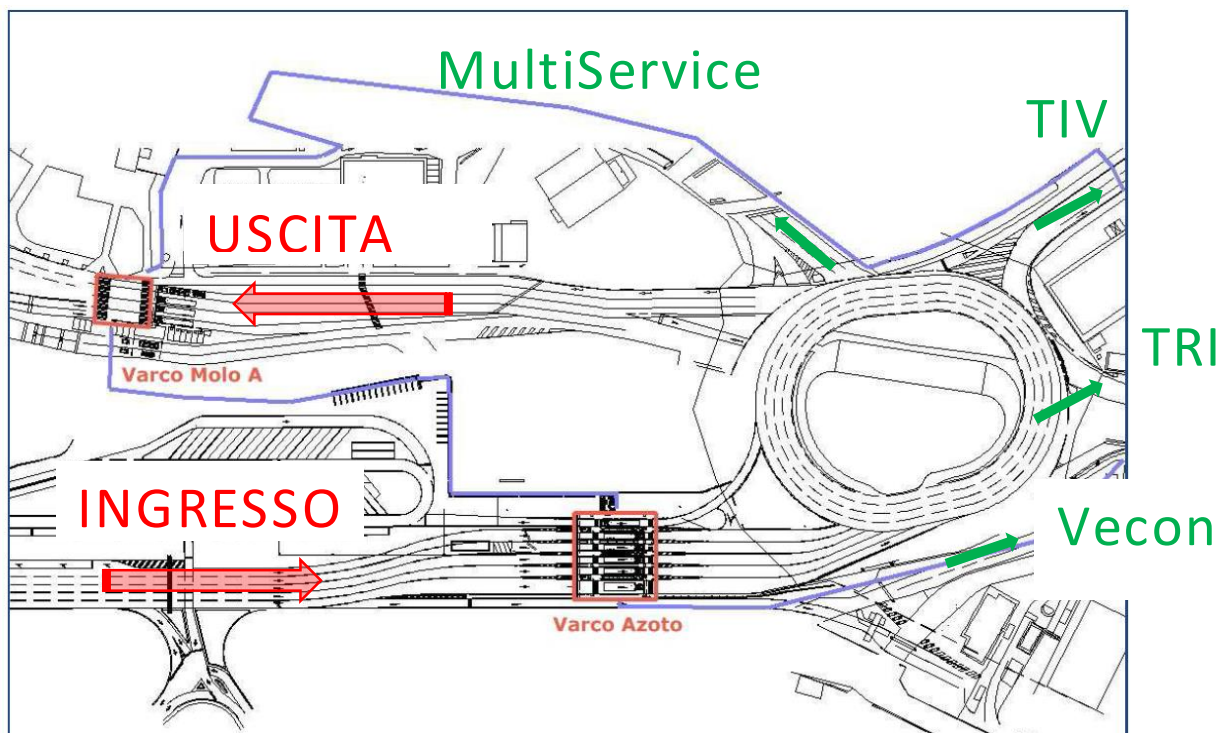 MultiService
TIV
USCITA
TRI
Varco Molo A
INGRESSO
Vecon
Varco Azoto